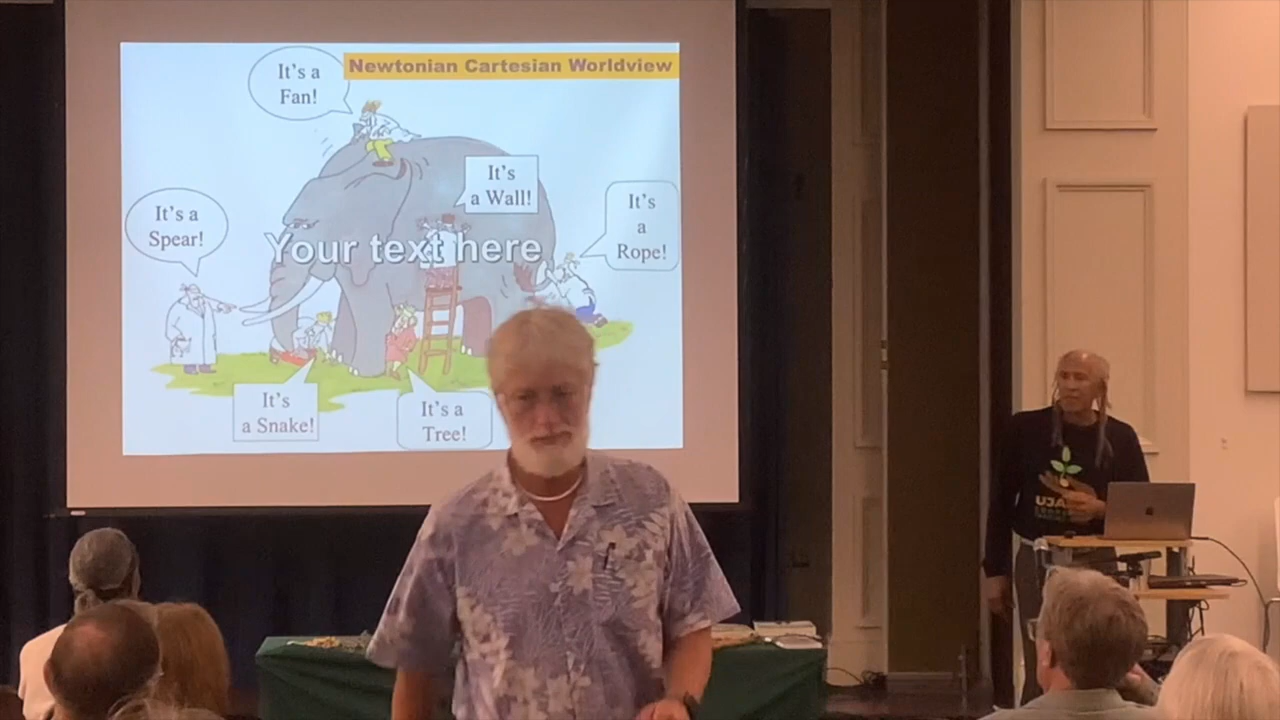 Newtonian Cartesian Worldview
It's a
Fan!
It's
a Wall!
It's
a
Rope!
It's a
Spear!
Your text here
It's
a Snake!
It's a
Tree!